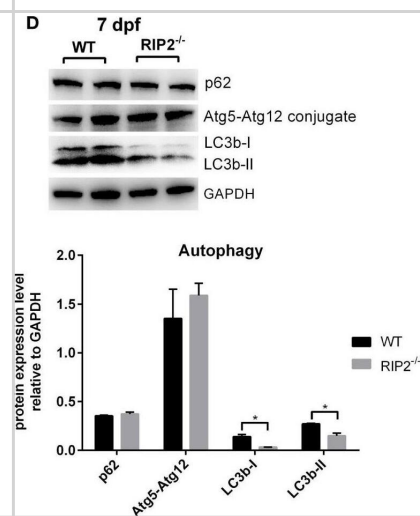 D
7 dpf
WT RIP2-/-
p62
Atg5-Atg12 conjugate
LC3b-I
LC3b-II
GAPDH
Autophagy
protein expression level
relative to GAPDH
2.0
1.5
1.0
0.5
0.0
* *
WT
RIP2-/-
p62
Atg5-Atg12
LC3b-I
LC3b-II